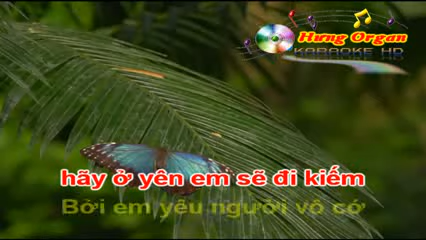 Hưng Organ
KARAOKE HD
hãy ở yên em sẽ đi kiếm
Bởi em yêu người vô cớ